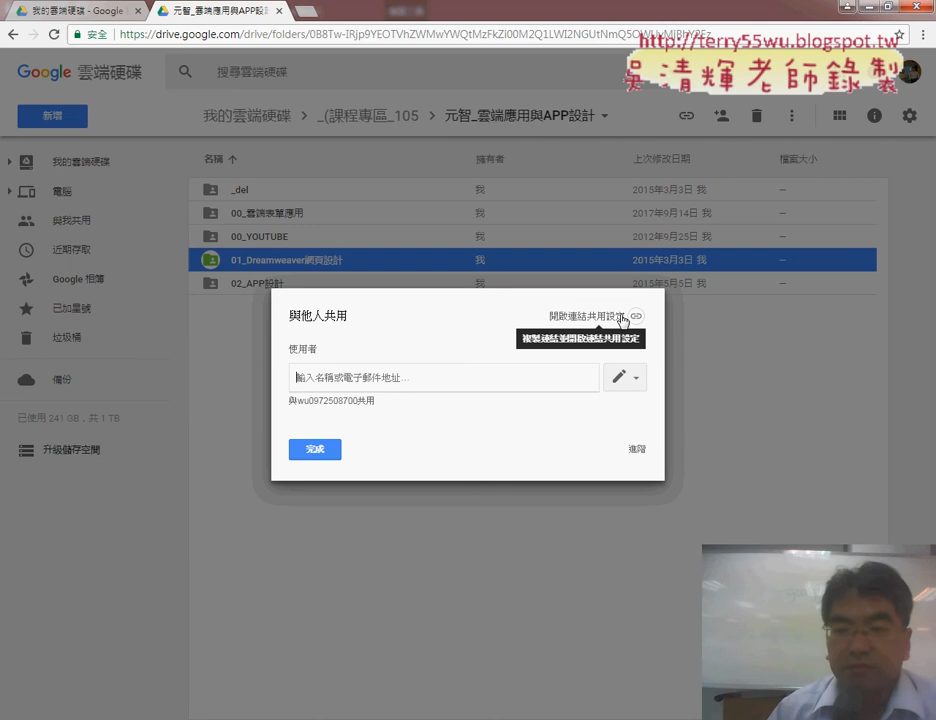 我的雲端硬碟 - Google
元智_雲端應用與APP設計
安全
http://terry55wu.blogspot.tw
吳清輝老師錄製
Google 雲端硬碟
搜尋雲端硬碟
新增
我的雲端硬碟 > _(課程專區_105 > 元智_雲端應用與APP設計
我的雲端硬碟
電腦
與我共用
近期存取
Google 相簿
已加星號
垃圾桶
備份
已使用 241 GB，共 1 TB
升級儲存空間
名稱 擁有者 上次修改日期 檔案大小
_del 我 2015年3月3日 我 —
00_雲端表單應用 我 2017年9月14日 我 —
00_YOUTUBE 我 2012年9月25日 我 —
01_Dreamweaver網頁設計 我 2015年3月3日 我 —
02_APP設計 我 2015年5月5日 我 —
與他人共用
開啟連結共用設定
複製連結並開啟連結共用設定
使用者
輸入名稱或電子郵件地址...
與wu0972508700共用
完成
進階